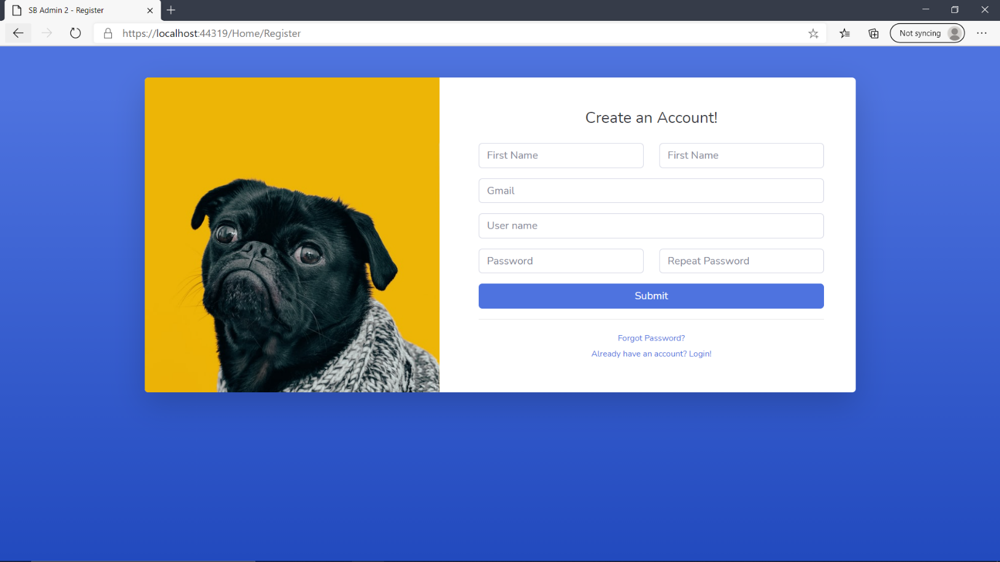 SB Admin 2 - Register
https://localhost:44319/Home/Register
Not syncing
Create an Account!
First Name First Name
Gmail
User name
Password Repeat Password
Submit
Forgot Password?
Already have an account? Login!